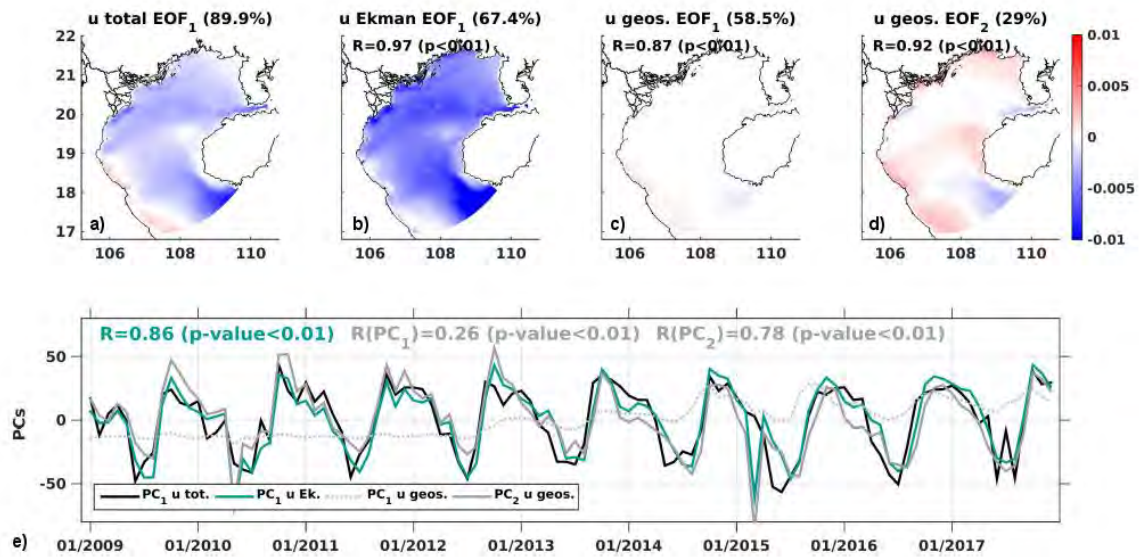 u total EOF1 (89.9%)
u Ekman EOF1 (67.4%)
u geos. EOF1 (58.5%)
u geos. EOF2 (29%)
R=0.97 (p<0.01)
R=0.87 (p<0.01)
R=0.92 (p<0.01)
22
21
20
19
18
17
a)
b)
c)
d)
106 108 110
106 108 110
106 108 110
106 108 110
0.01
0.005
0
-0.005
-0.01
R=0.86 (p-value<0.01) R(PC1)=0.26 (p-value<0.01) R(PC2)=0.78 (p-value<0.01)
50
0
-50
PCs
PC1 u tot. PC1 u Ek. PC1 u geos. PC2 u geos.
e)
01/2009 01/2010 01/2011 01/2012 01/2013 01/2014 01/2015 01/2016 01/2017